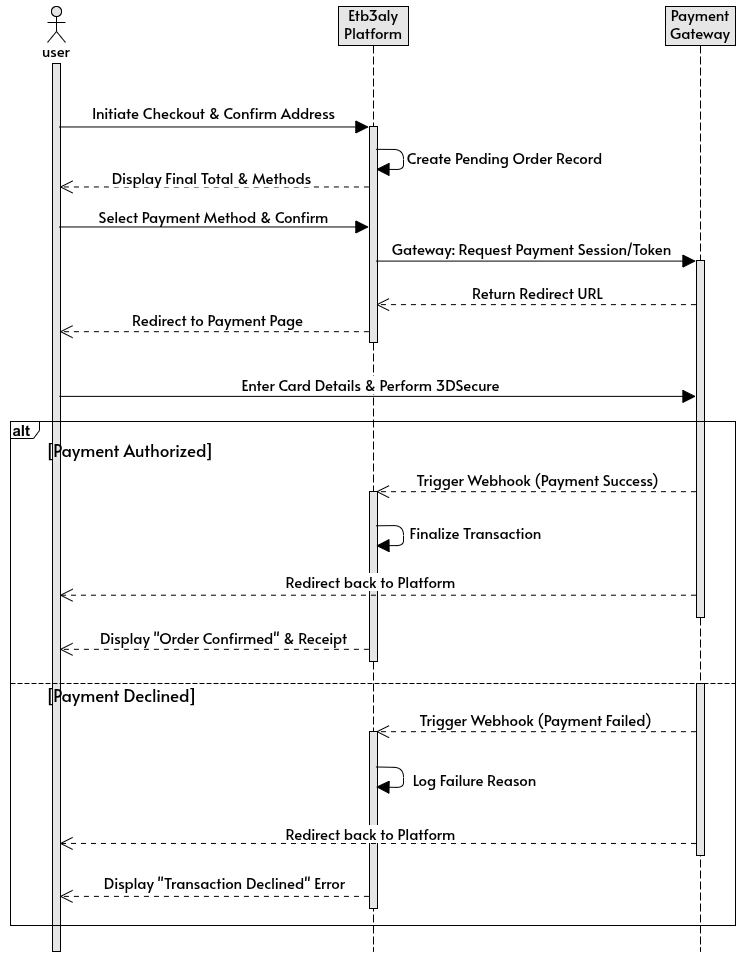 Etb3aly
Platform
Payment
Gateway
user
Initiate Checkout & Confirm Address
Create Pending Order Record
Display Final Total & Methods
Select Payment Method & Confirm
Gateway: Request Payment Session/Token
Return Redirect URL
Redirect to Payment Page
Enter Card Details & Perform 3DSecure
alt
[Payment Authorized]
Trigger Webhook (Payment Success)
Finalize Transaction
Redirect back to Platform
Display "Order Confirmed" & Receipt
[Payment Declined]
Trigger Webhook (Payment Failed)
Log Failure Reason
Redirect back to Platform
Display "Transaction Declined" Error